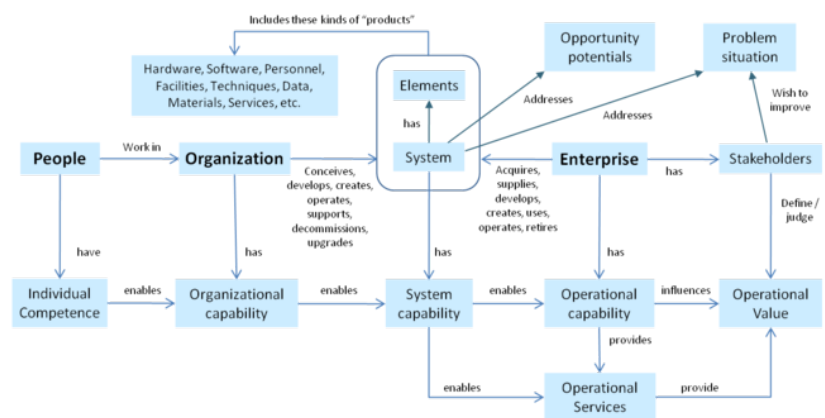 Includes these kinds of "products"
Opportunity
potentials
Problem
situation
Hardware, Software, Personnel,
Facilities, Techniques, Data,
Materials, Services, etc.
Elements
Addresses
Addresses
Wish to
improve
has
People
Work in
Organization
Conceives,
develops, creates,
operates,
supports,
decommissions,
upgrades
System
Acquires,
supplies,
develops,
creates, uses,
operates, retires
Enterprise
has
Stakeholders
Define /
judge
have
has
has
has
Individual
Competence
enables
Organizational
capability
enables
System
capability
enables
Operational
capability
influences
Operational
Value
provides
enables
Operational
Services
provide